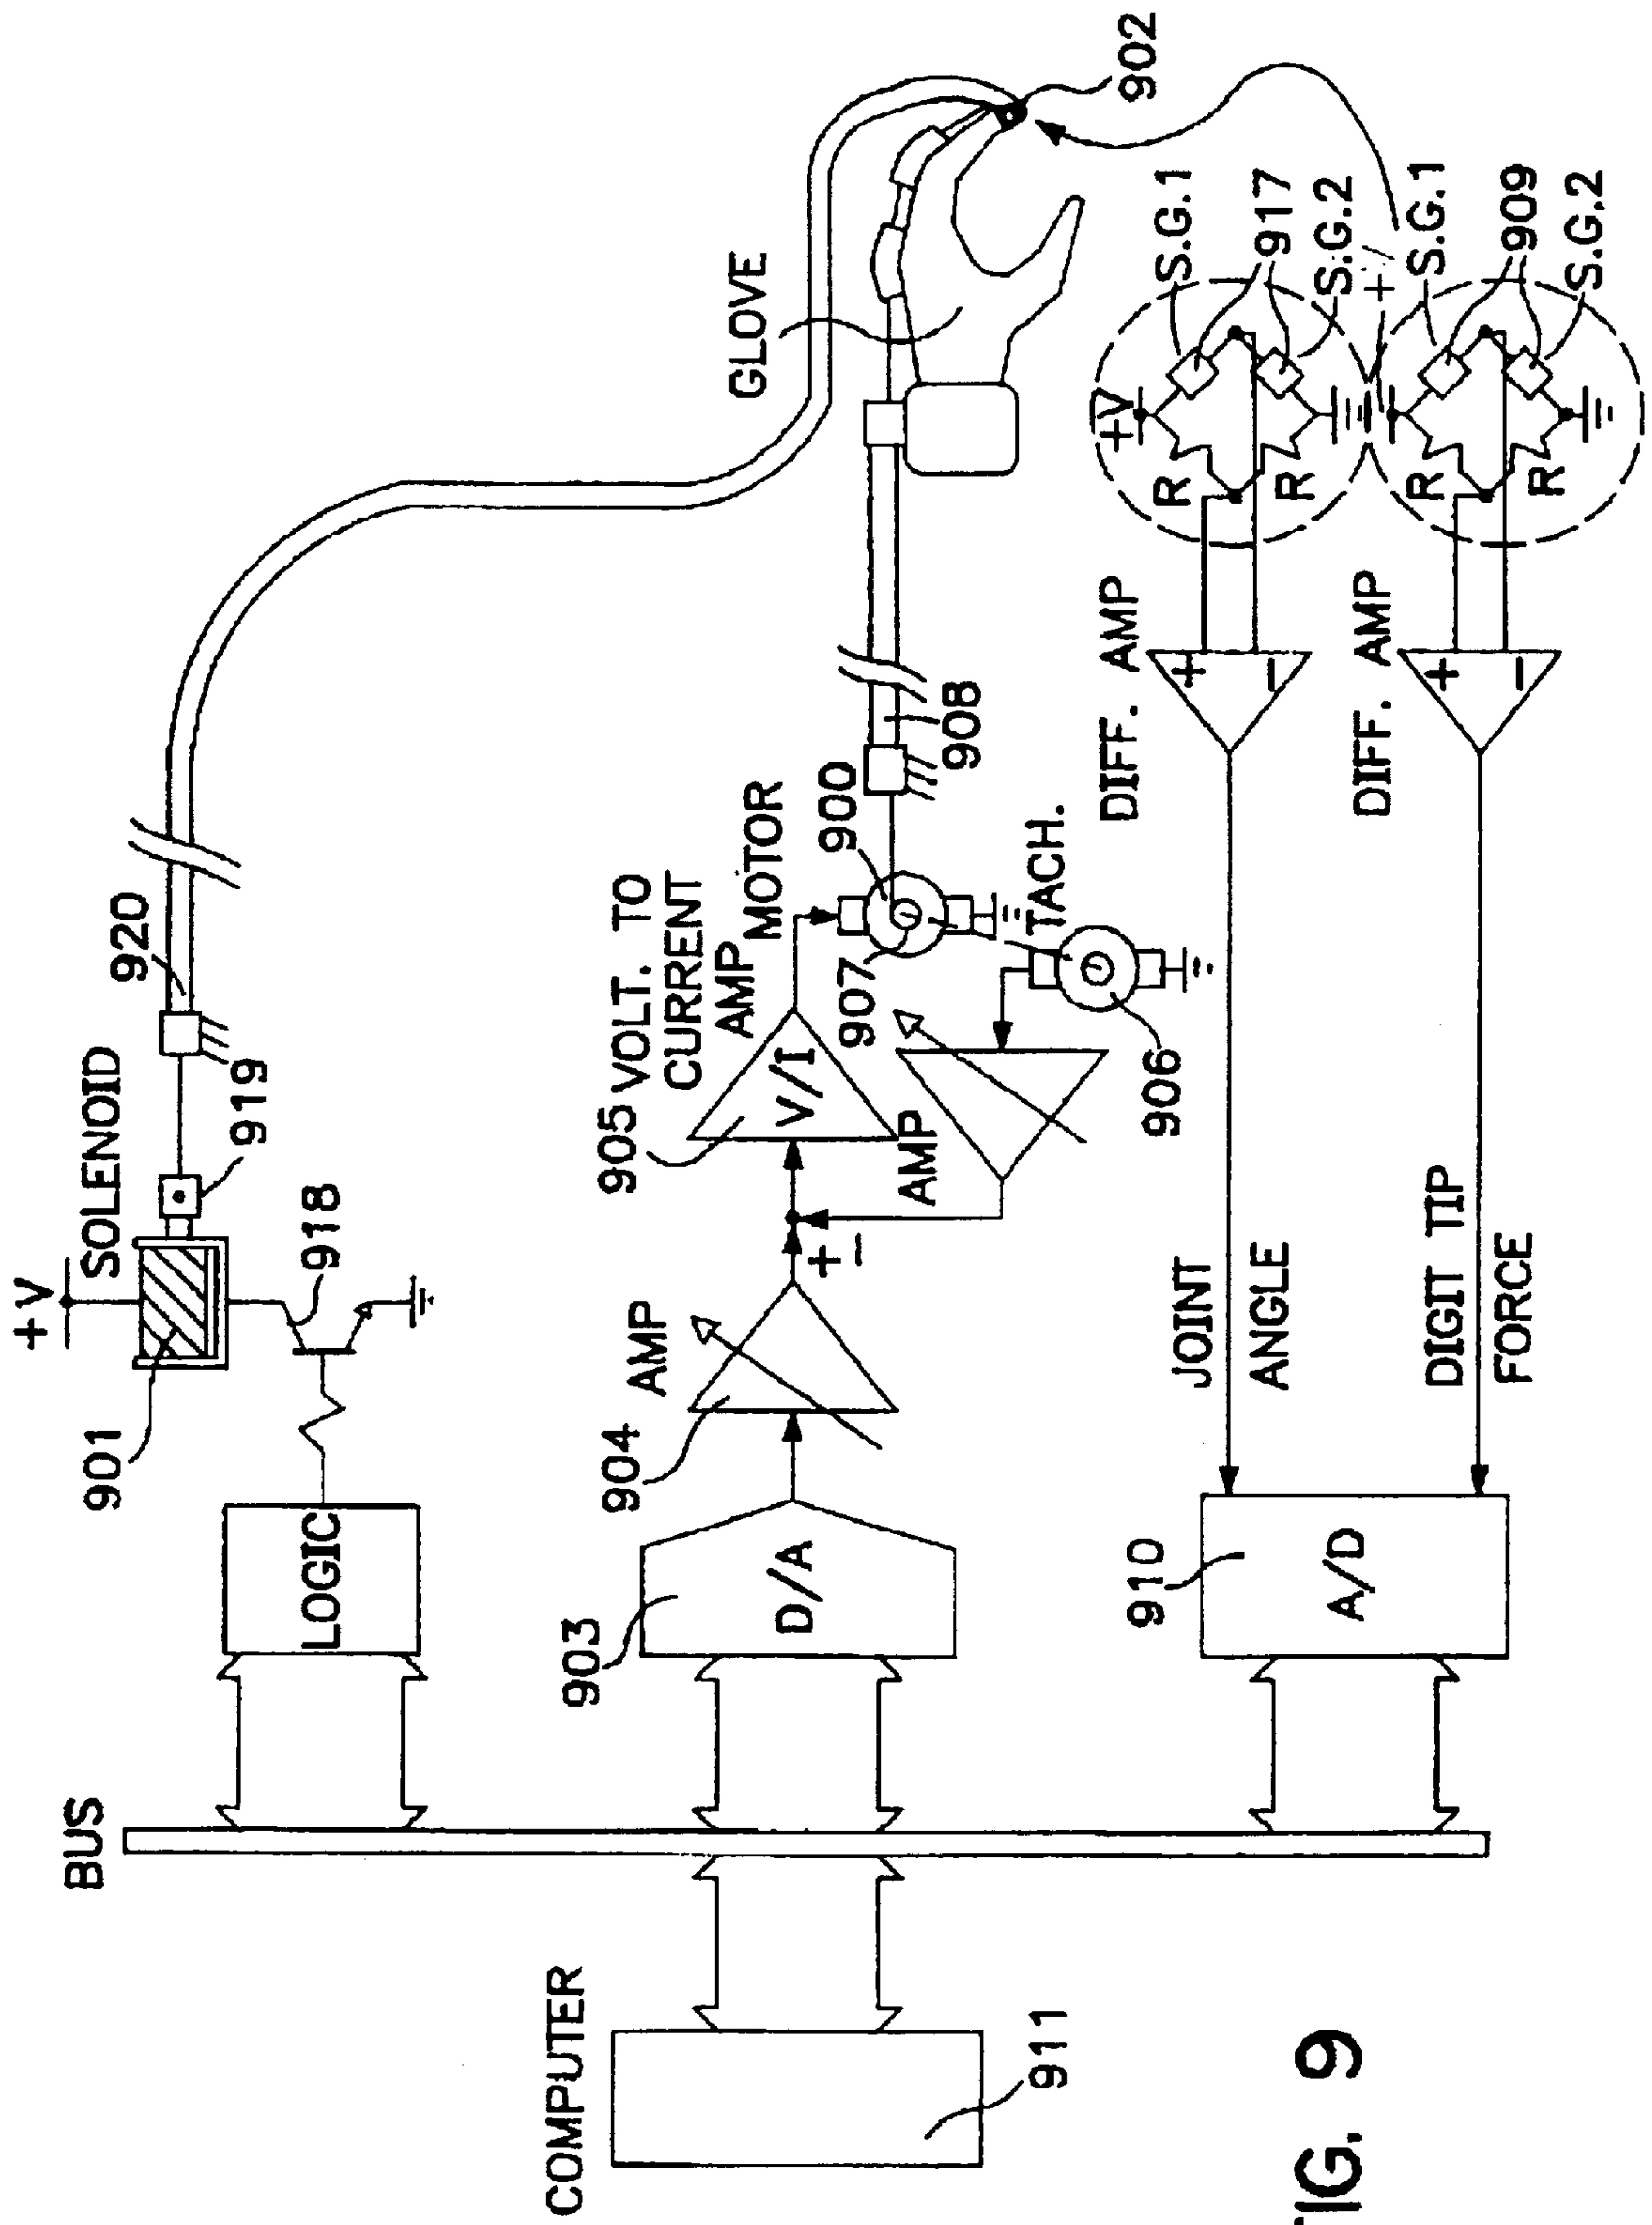 +V
SOLENOID
901
918
919
920
LOGIC
BUS
COMPUTER
911
903
D/A
904
AMP
+
−
905
VOLT. TO
CURRENT
AMP
V/I
MOTOR
900
907
908
AMP
TACH.
906
GLOVE
902
910
A/D
JOINT
ANGLE
DIFF. AMP
+
−
+V
R
R
S.G.1
917
S.G.2
DIGIT TIP
FORCE
DIFF. AMP
+
−
+
R
R
S.G.1
909
S.G.2
FIG. 9